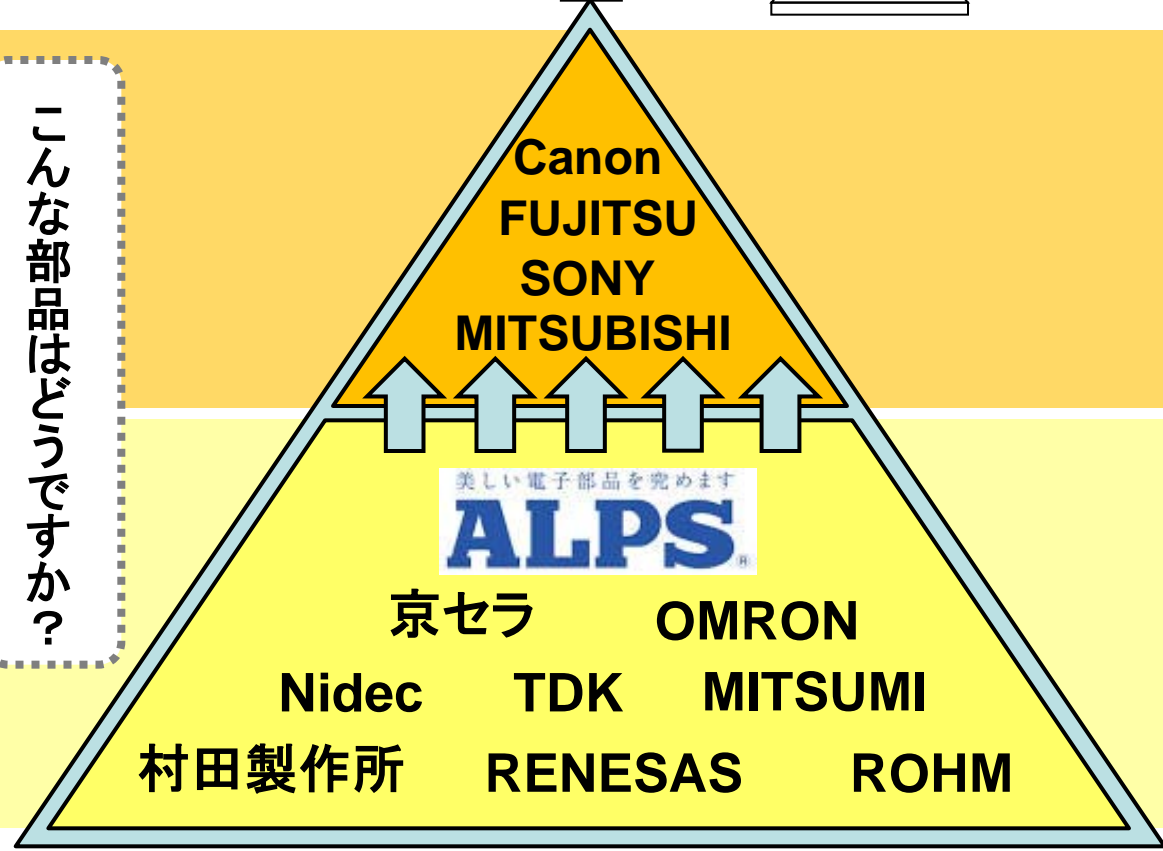 こんな部品はどうですか？
Canon
FUJITSU
SONY
MITSUBISHI
美しい電子部品を究めます
ALPS®
京セラ OMRON
Nidec TDK MITSUMI
村田製作所 RENESAS ROHM